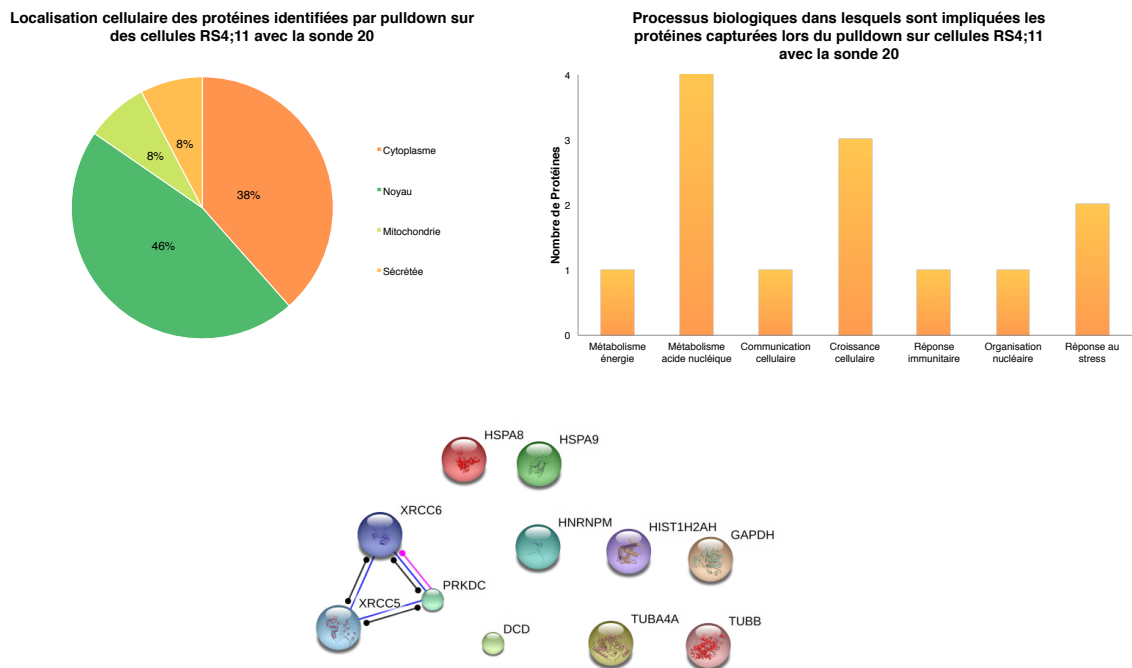 Localisation cellulaire des protéines identifiées par pulldown sur
des cellules RS4;11 avec la sonde 20
38%
46%
8%
8%
Cytoplasme
Noyau
Mitochondrie
Sécrétée
Processus biologiques dans lesquels sont impliquées les
protéines capturées lors du pulldown sur cellules RS4;11
avec la sonde 20
Nombre de Protéines
4
3
2
1
0
Métabolisme
énergie
Métabolisme
acide nucléique
Communication
cellulaire
Croissance
cellulaire
Réponse
immunitaire
Organisation
nucléaire
Réponse au
stress
HSPA8
HSPA9
XRCC6
HNRNPM
HIST1H2AH
GAPDH
PRKDC
XRCC5
DCD
TUBA4A
TUBB